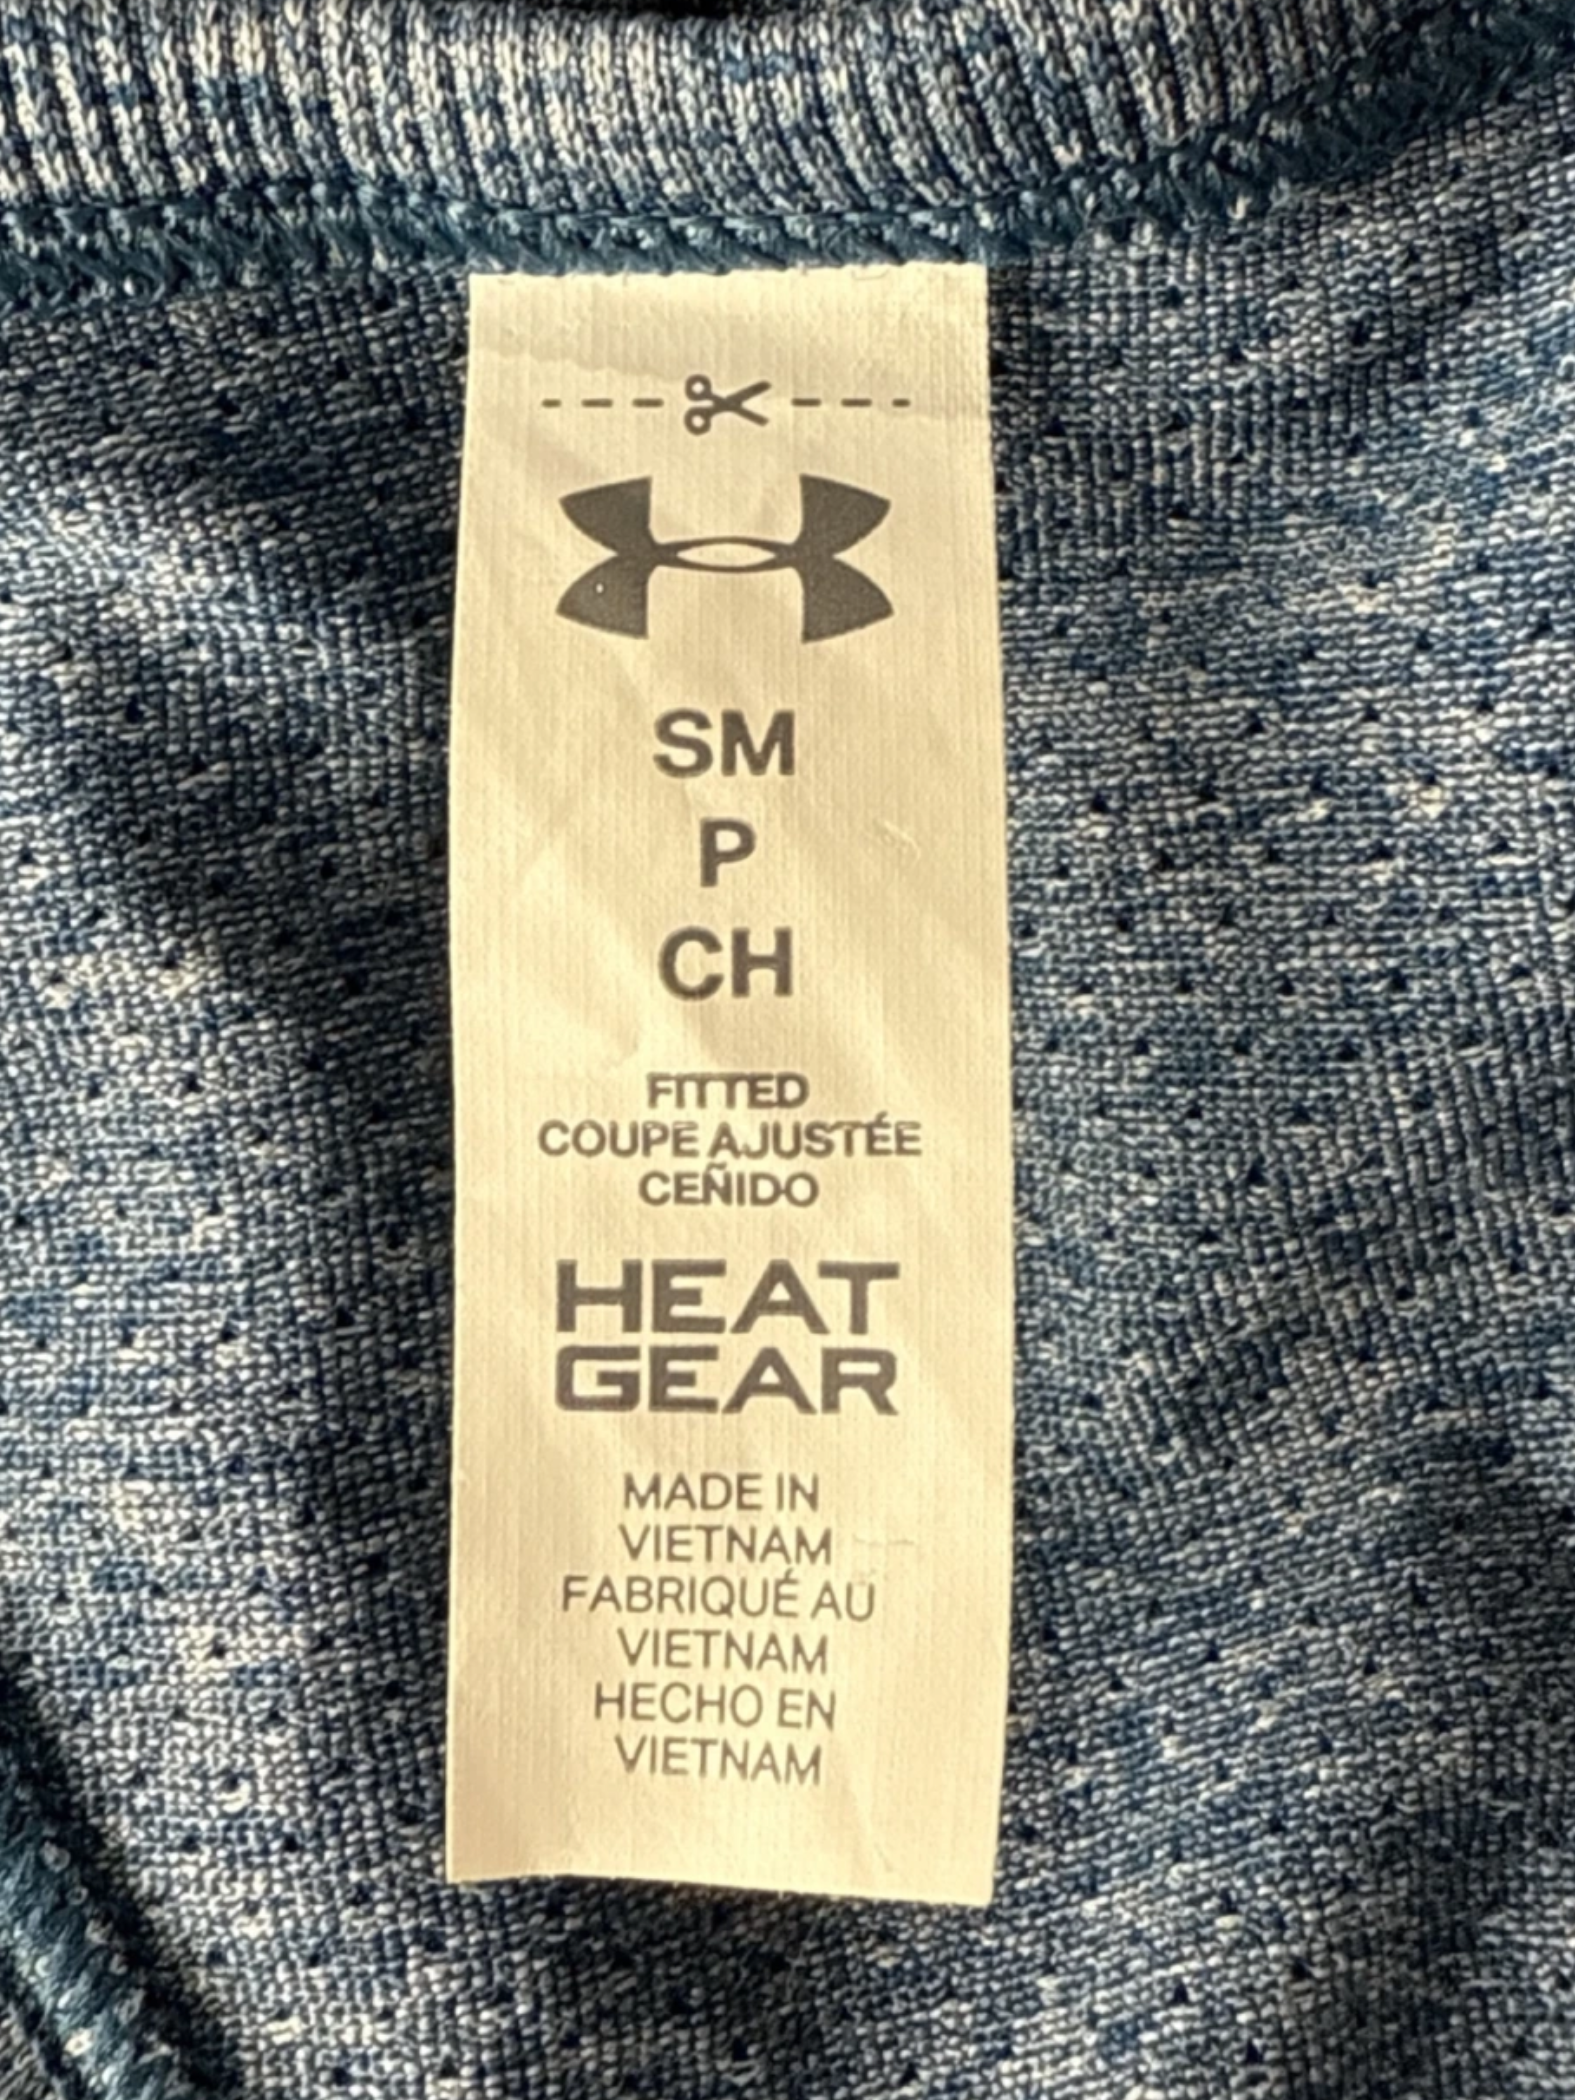 SM
P
CH
FITTED
COUPE AJUSTÉE
CEÑIDO
HEAT
GEAR
MADE IN
VIETNAM
FABRIQUÉ AU
VIETNAM
HECHO EN
VIETNAM